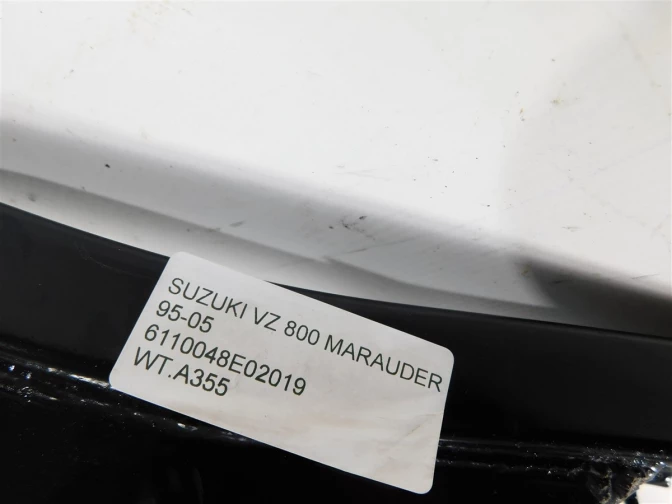 SUZUKI VZ 800 MARAUDER
95-05
6110048E02019
WT.A355